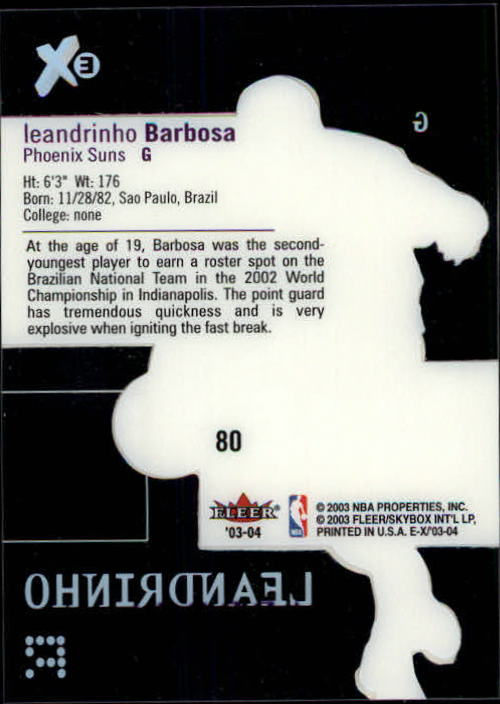 EX
G
leandrinho Barbosa
Phoenix Suns G
Ht: 6'3" Wt: 176
Born: 11/28/82, Sao Paulo, Brazil
College: none
At the age of 19, Barbosa was the second-
youngest player to earn a roster spot on the
Brazilian National Team in the 2002 World
Championship in Indianapolis. The point guard
has tremendous quickness and is very
explosive when igniting the fast break.
80
FLEER
'03-04
NBA
© 2003 NBA PROPERTIES, INC.
© 2003 FLEER/SKYBOX INT'L LP,
PRINTED IN U.S.A. E-X/'03-04
LEANDRINHO